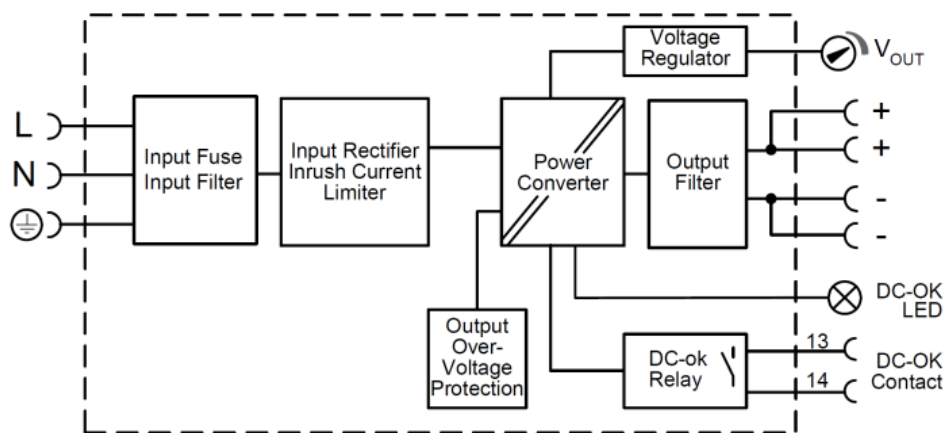 Voltage
Regulator
V OUT
L
N
Input Fuse
Input Filter
Input Rectifier
Inrush Current
Limiter
Power
Converter
Output
Filter
+
+
-
-
Output
Over-
Voltage
Protection
DC-OK
LED
DC-ok
Relay
13
14
DC-OK
Contact